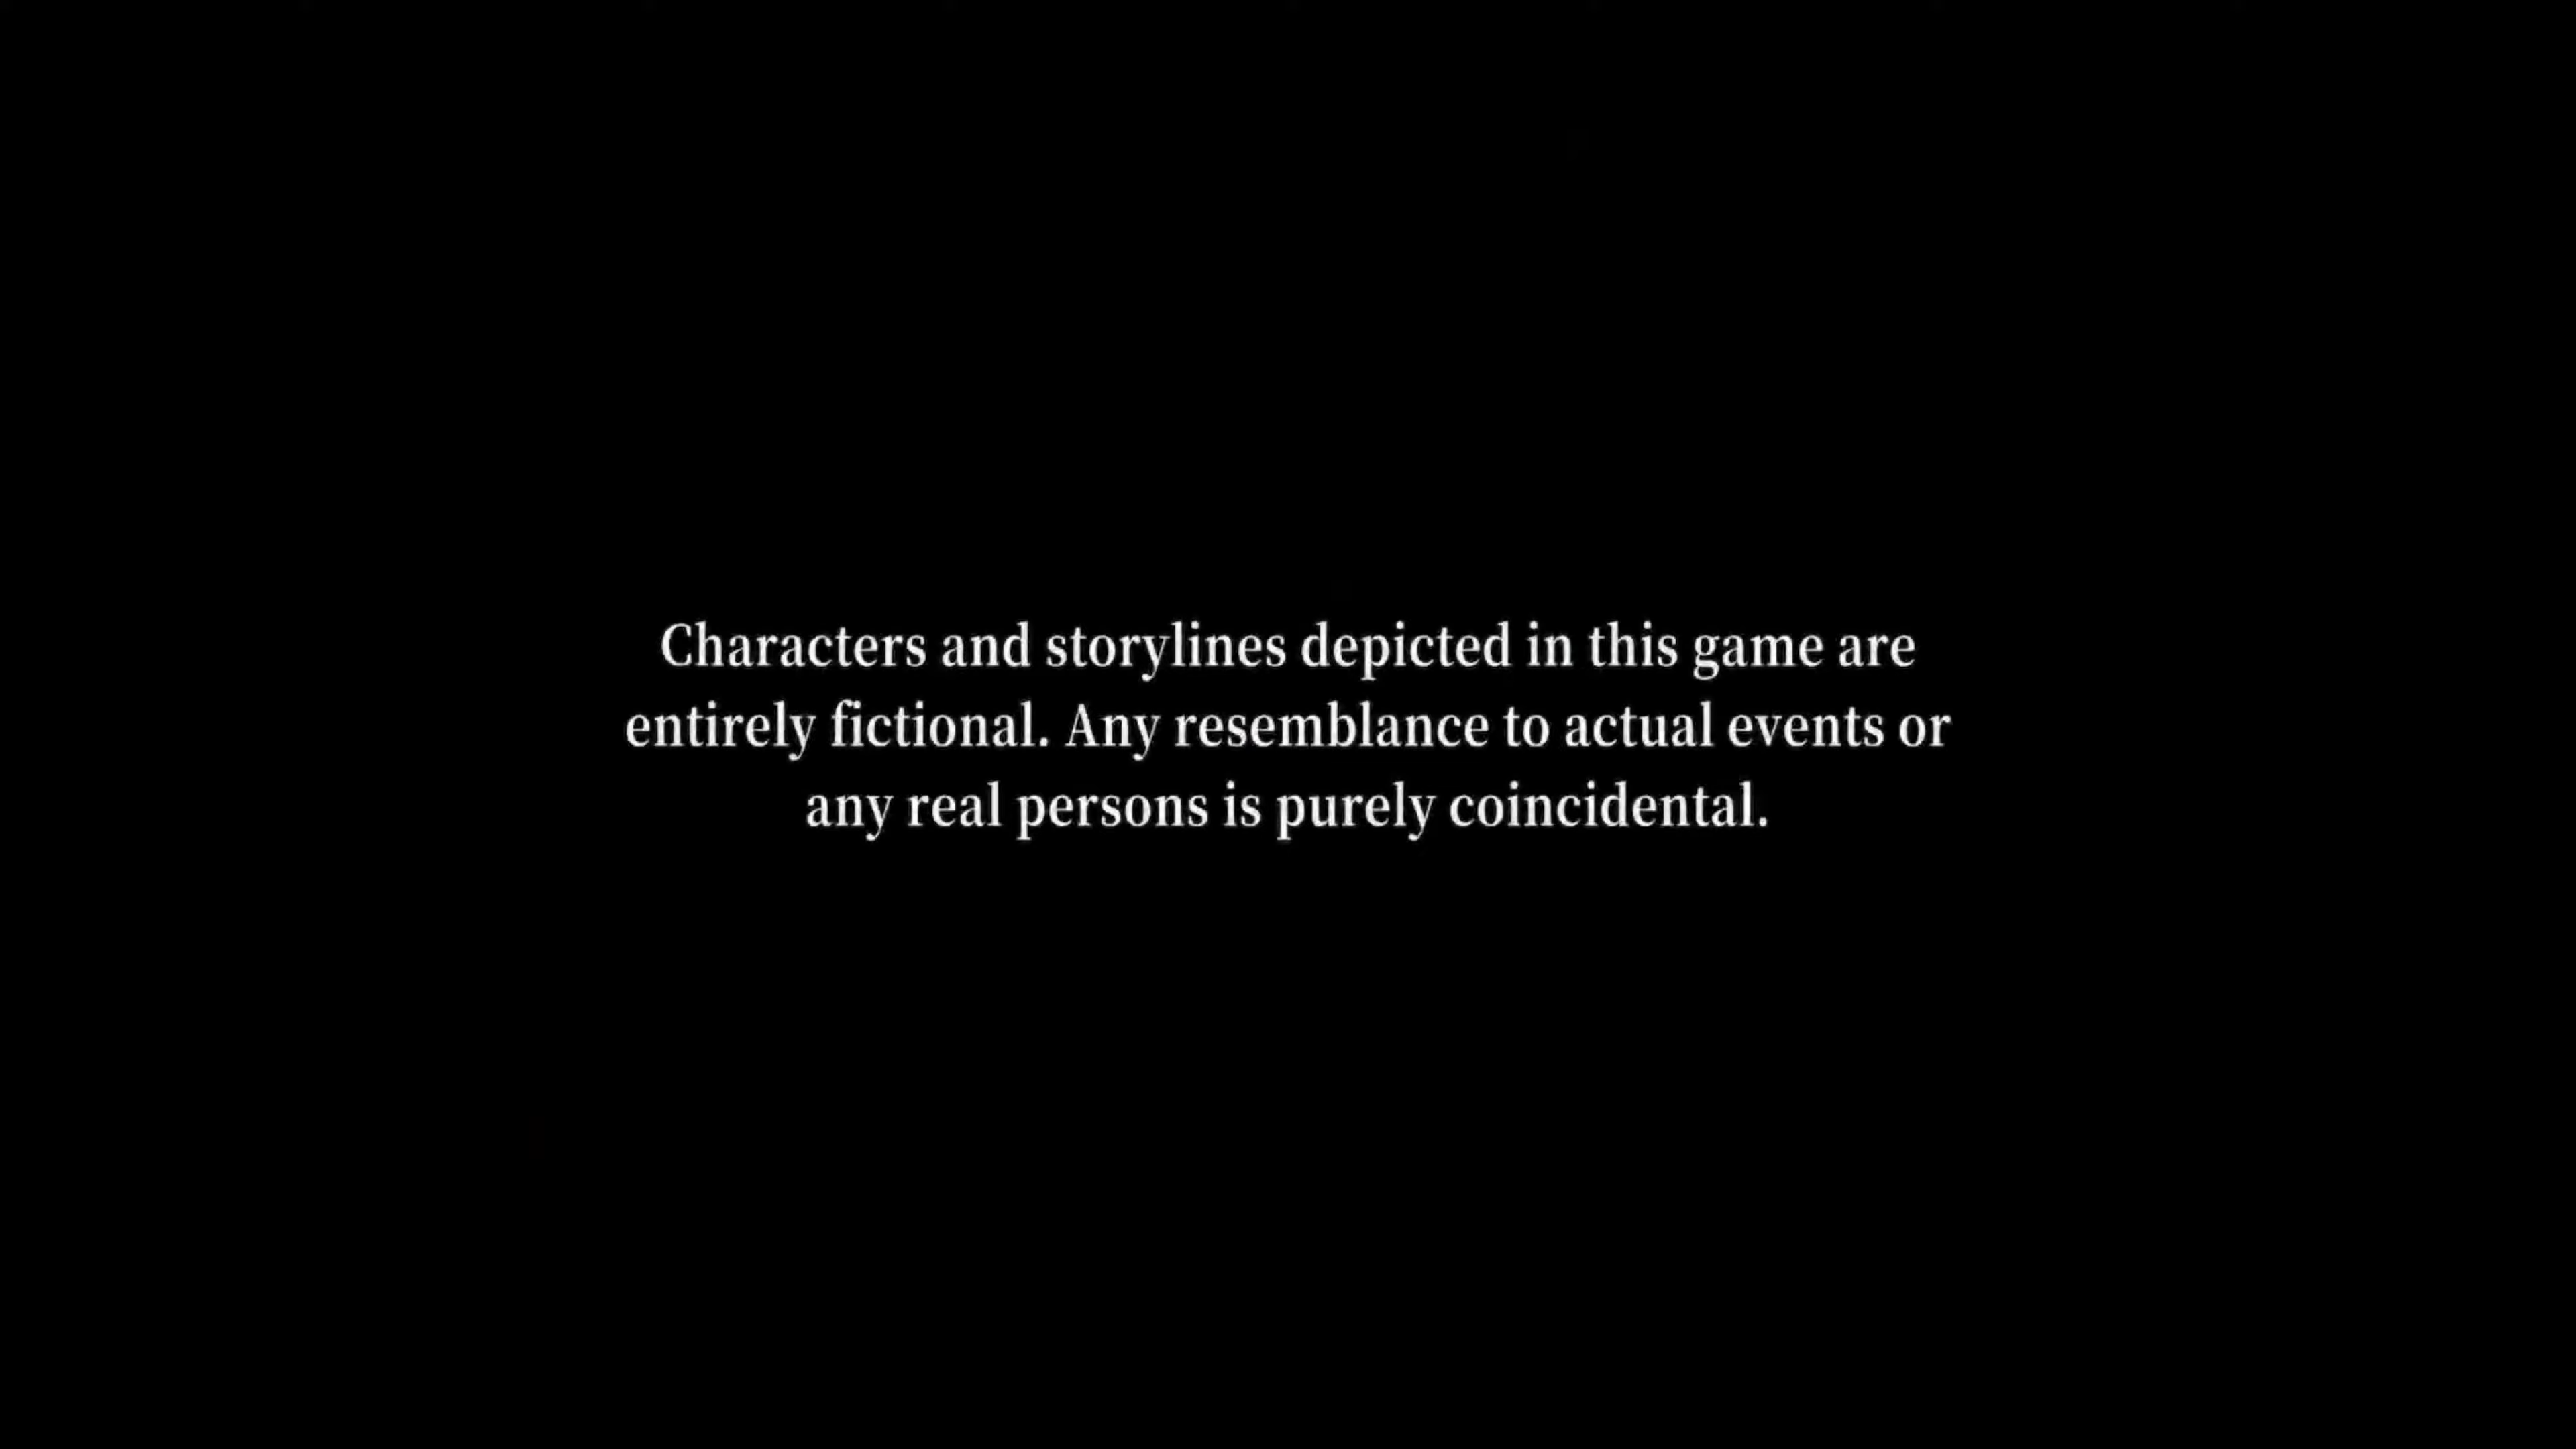 Characters and storylines depicted in this game are
entirely fictional. Any resemblance to actual events or
any real persons is purely coincidental.